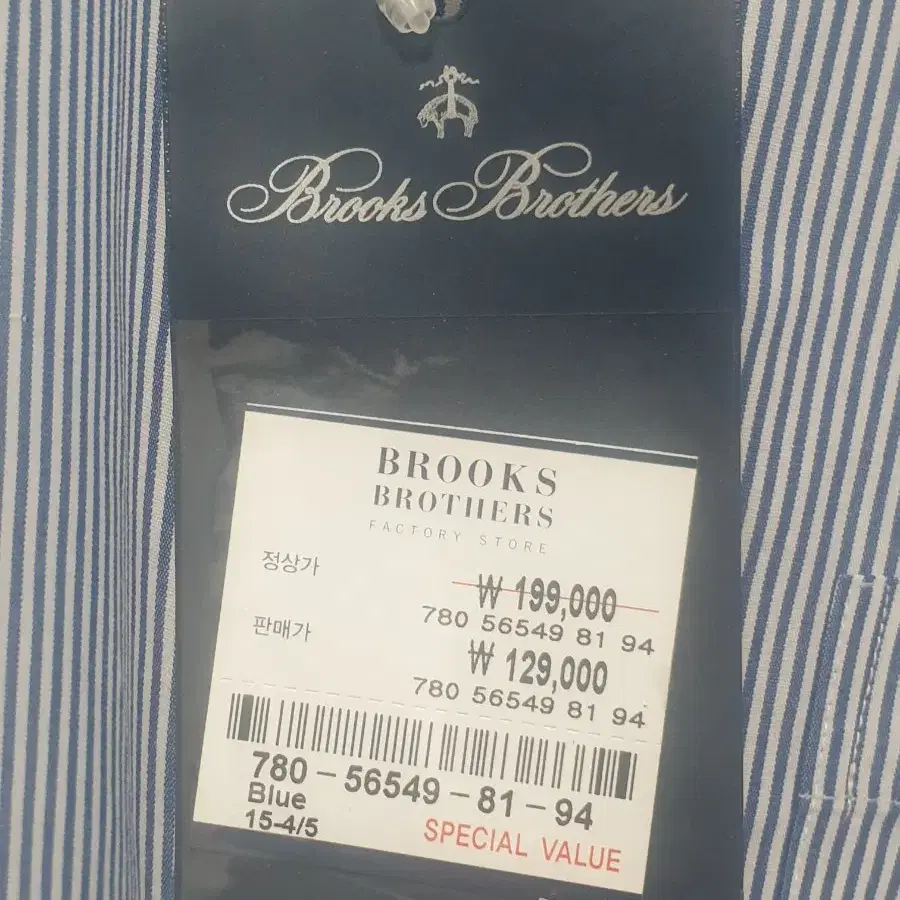 Brooks Brothers
BROOKS
BROTHERS
FACTORY STORE
정상가
₩ 199,000
780 56549 81 94
판매가
₩ 129,000
780 56549 81 94
780 – 56549 – 81 – 94
Blue
15-4/5
SPECIAL VALUE